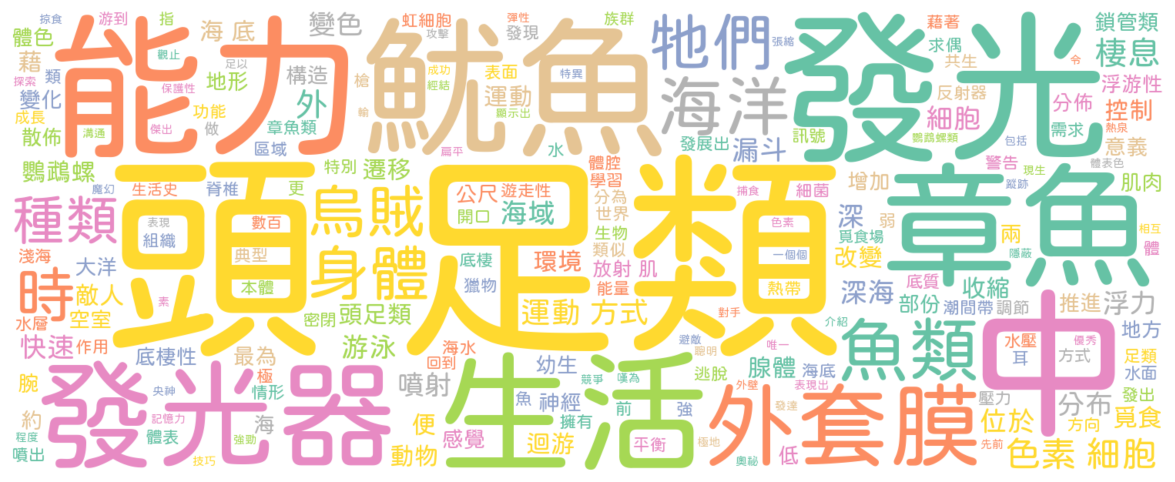 掠食 游到 指 變色 虹細胞 彈性 族群 藉著 鎖管類
體色 海底 攻擊 發現 牠們 張縮 求偶 共生 令 棲息
能力 魷魚 發光
觀止 足以 藉 地形 構造 槍 成功 表面 特異 海洋 反射器 分佈 浮游性
探索 類 保護性 外 輕結 運動 細胞 需求 控制
變化 功能 做 顯示出 訊號 鸚鵡螺類 熱泉
成長 散佈 溝通 傑出 章魚類 輪 扁平 水 發展出 漏斗 包括 意義
區域 體腔 警告 現生 體表色
鸚鵡螺 特別 遷移 學習 捕食 細菌 增加 蹤跡 肌肉
魔幻 生活史 脊椎 更 烏賊 公尺 遊走性 分為 深 弱 章魚
種類 表現 數百 開口 海域 世界 色素 覓食場 兩 相互
組織 頭足類 生物 一個個 隱蔽 體
淺海 典型 身體 底棲 環境 類似 改變 底質
時 大洋 本體 獵物 放射 肌 熱帶 深海 收縮
敵人 素 能量 部份 潮間帶 調節 推進 浮力
水層 空室 密閉 頭足類 運動 方式 對手 介紹 中
快速 作用 底棲性 最為 游泳 海水 避敵 聰明 唯一 魚類 水壓 優秀 地方
極 情形 回到 幼生 逃脫 腺體 海底 耳 方式 足類
腕 央神 噴射 競爭 嘆為 外壁 表現出 壓力 水面
發光器 生活 外套膜 發出
約 記憶力 海 便 魚 神經 擁有 前 強 發達 位於 分布 覓食
程度 體表 強勁 感覺 迴游 平衡 極地 方向
噴出 技巧 動物 奧秘 低 先前 色素 細胞